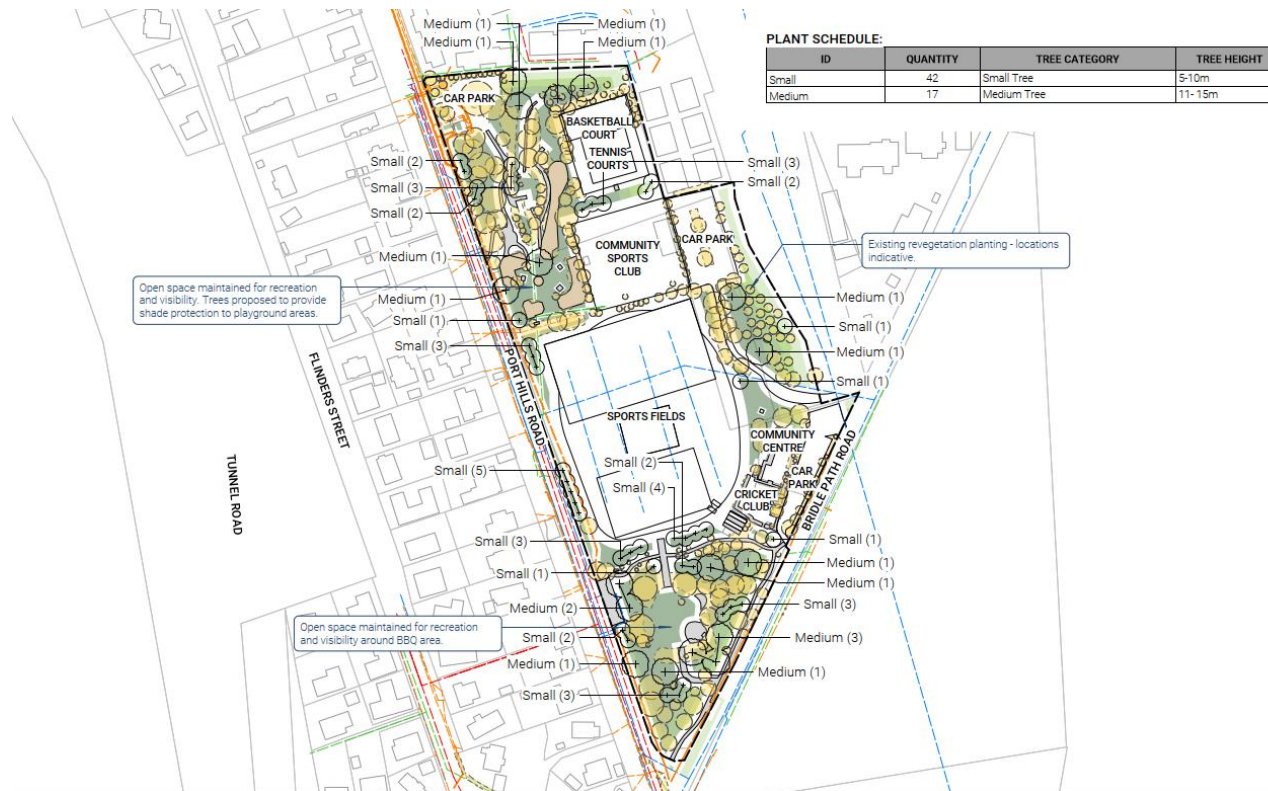 PLANT SCHEDULE:
ID QUANTITY TREE CATEGORY TREE HEIGHT
Small 42 Small Tree 5-10m
Medium 17 Medium Tree 11- 15m
Medium (1)
Medium (1)
Medium (1)
Medium (1)
CAR PARK
BASKETBALL
COURT
TENNIS
COURTS
Small (2)
Small (3)
Small (2)
Small (3)
Small (2)
CAR PARK
COMMUNITY
SPORTS
CLUB
Existing revegetation planting - locations
indicative.
Medium (1)
Open space maintained for recreation
and visibility. Trees proposed to provide
shade protection to playground areas.
Medium (1)
Small (1)
Small (3)
Medium (1)
Small (1)
Medium (1)
Small (1)
FLINDERS STREET
PORT HILLS ROAD
TUNNEL ROAD
SPORTS FIELDS
COMMUNITY
CENTRE
CAR
PARK
CRICKET
CLUB
BRIDLE PATH ROAD
Small (5)
Small (2)
Small (4)
Small (3)
Small (1)
Small (1)
Medium (1)
Medium (1)
Medium (2)
Small (3)
Open space maintained for recreation
and visibility around BBQ area.
Small (2)
Medium (3)
Medium (1)
Medium (1)
Small (3)